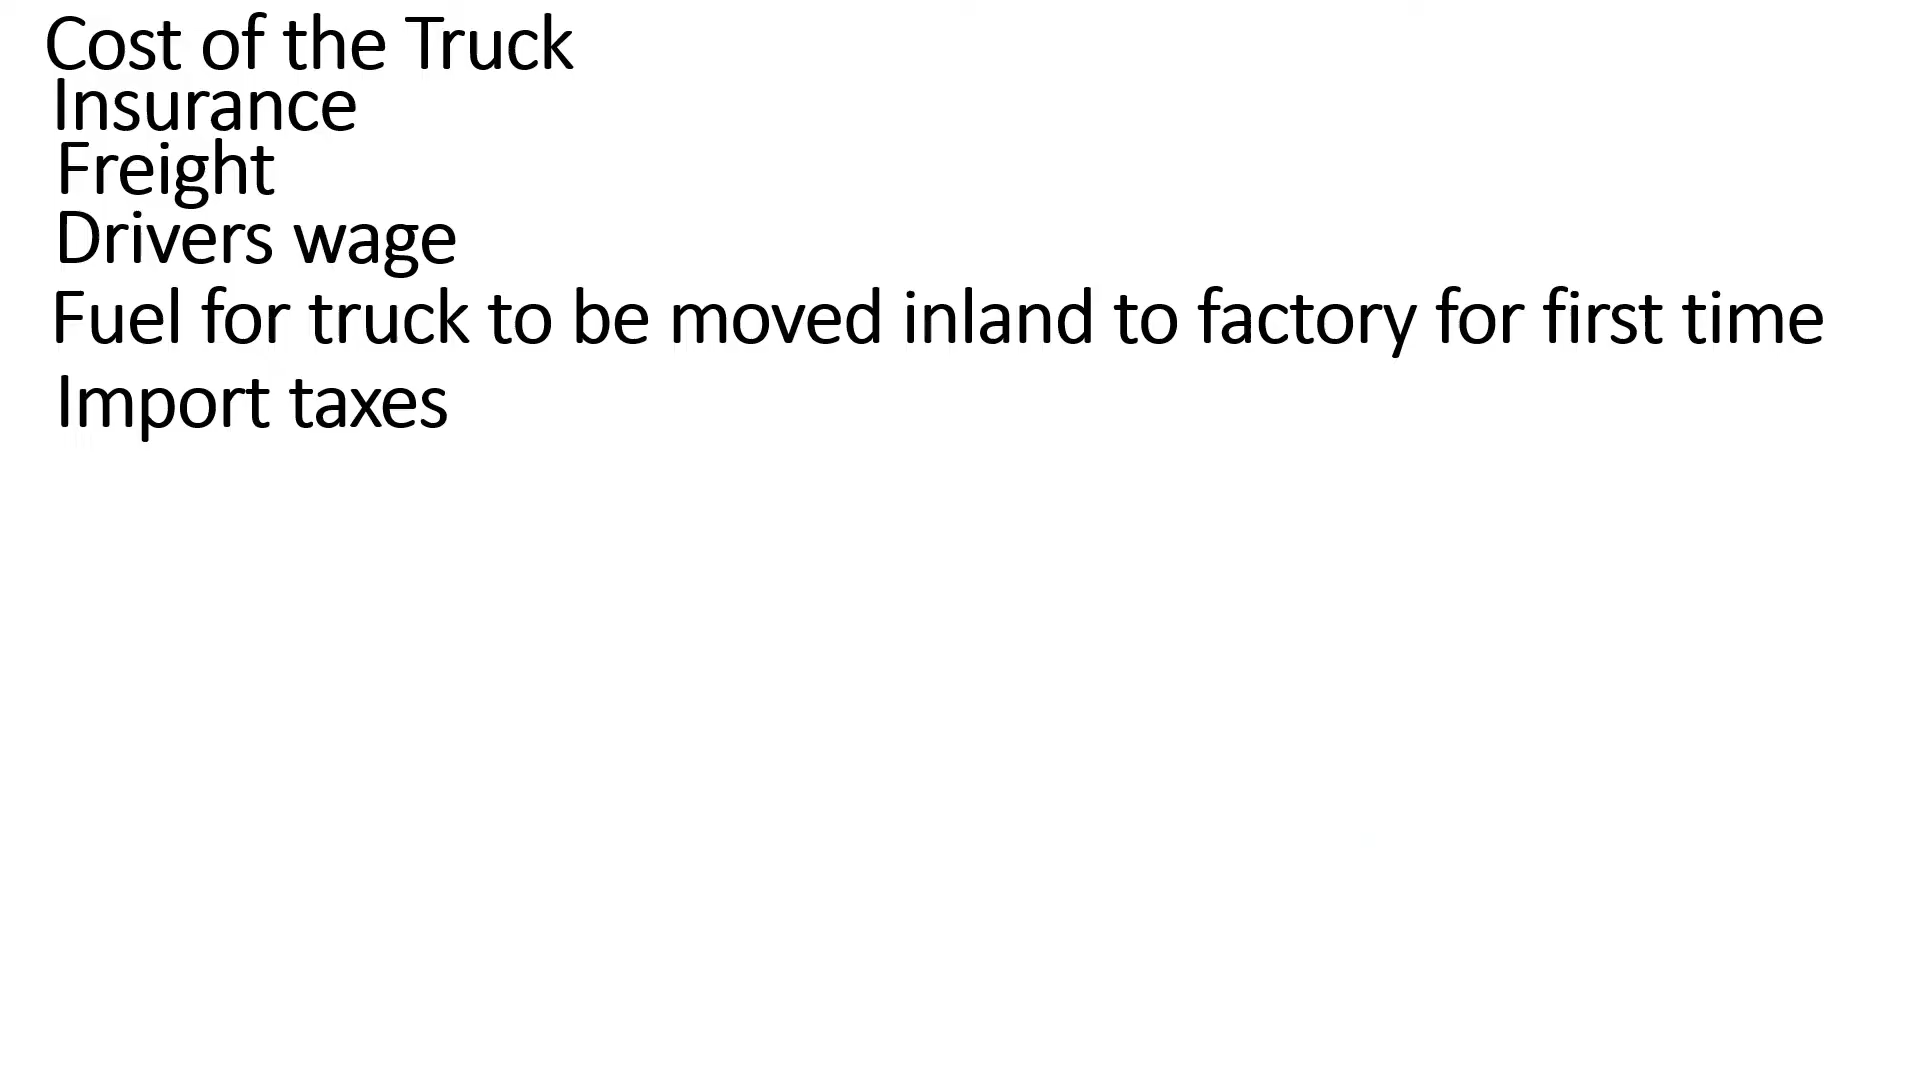 Cost of the Truck
Insurance
Freight
Drivers wage
Fuel for truck to be moved inland to factory for first time
Import taxes